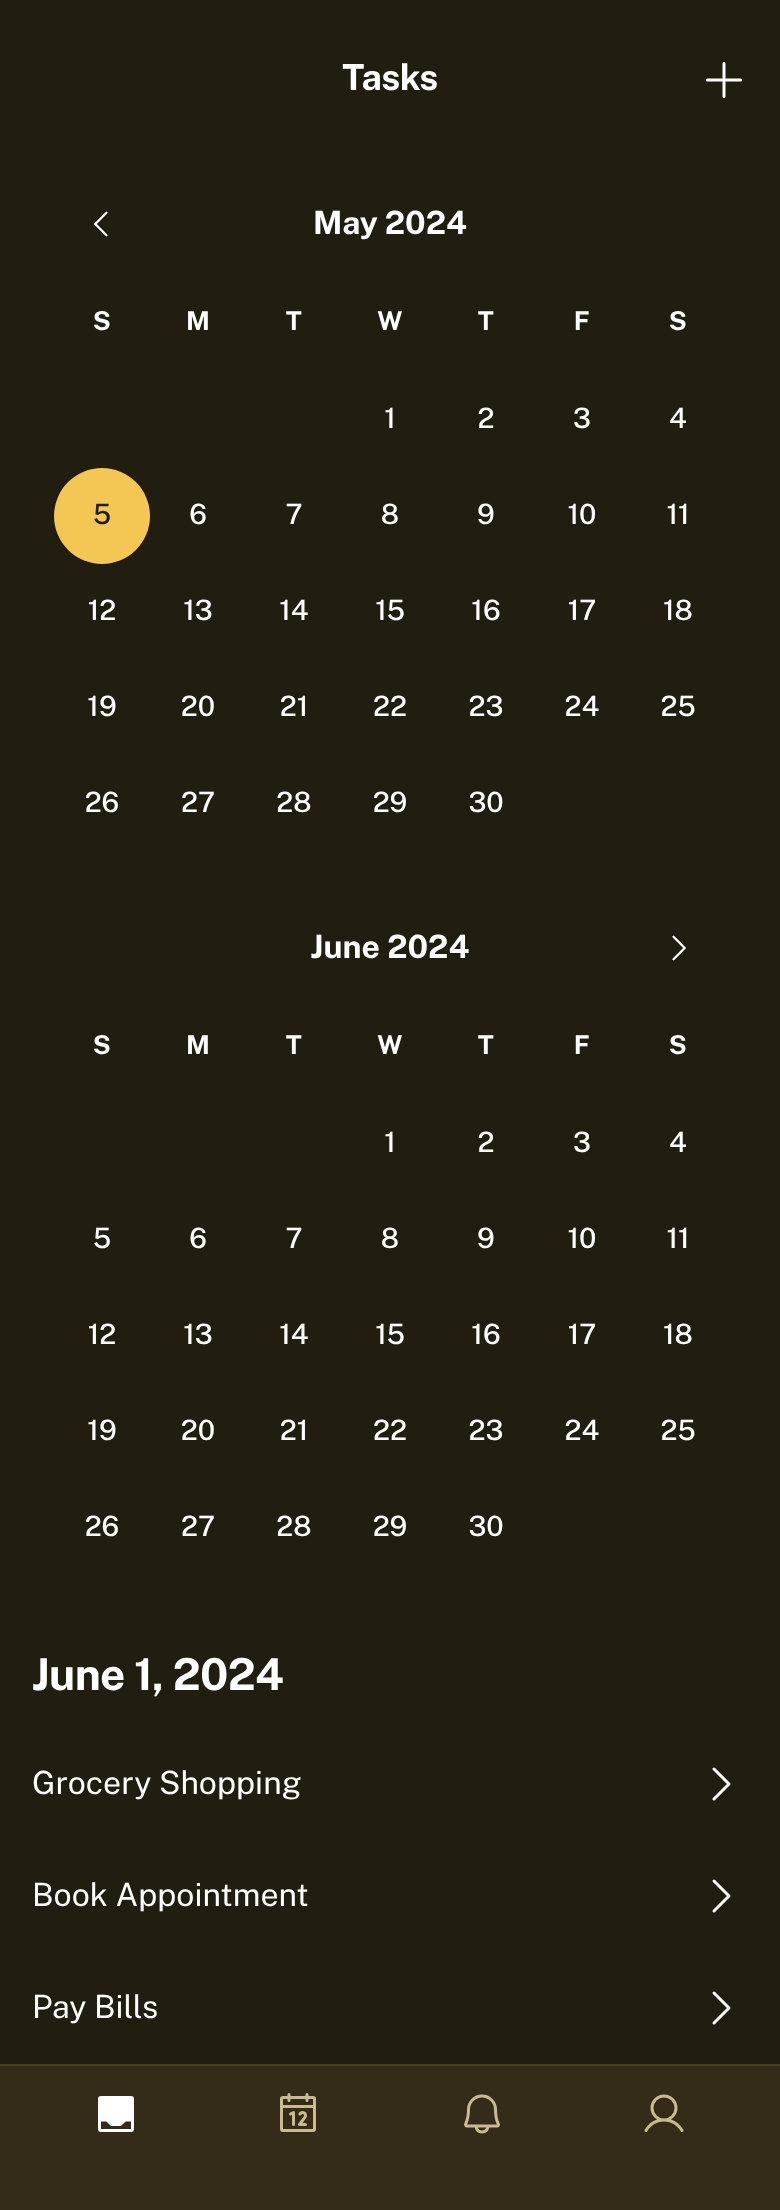 Tasks
May 2024
S M T W T F S
1 2 3 4
5 6 7 8 9 10 11
12 13 14 15 16 17 18
19 20 21 22 23 24 25
26 27 28 29 30
June 2024
S M T W T F S
1 2 3 4
5 6 7 8 9 10 11
12 13 14 15 16 17 18
19 20 21 22 23 24 25
26 27 28 29 30
June 1, 2024
Grocery Shopping
Book Appointment
Pay Bills
12